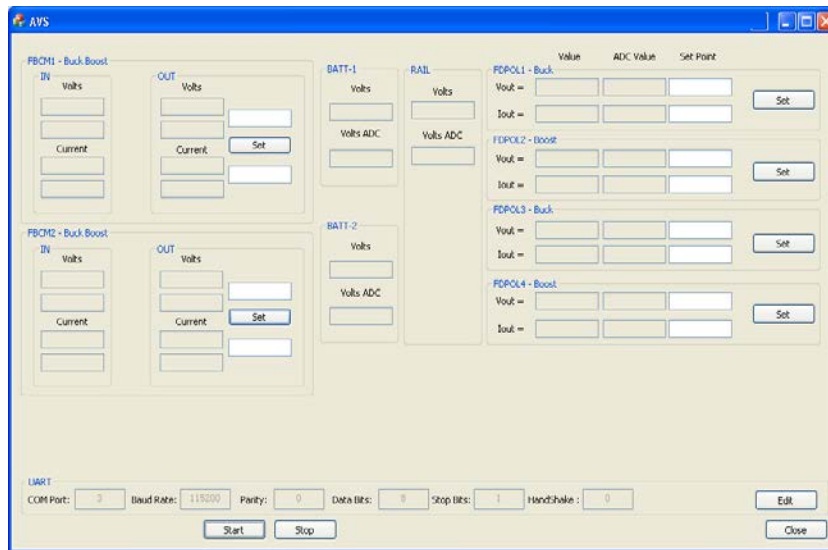 AVS
FBCM1 - Buck Boost
IN
Volts
Current
OUT
Volts
Current
Set
BATT-1
Volts
Volts ADC
RAIL
Volts
Volts ADC
Value ADC Value Set Point
FDPOL1 - Buck
Vout =
Iout =
Set
FDPOL2 - Boost
Vout =
Iout =
Set
FDPOL3 - Buck
Vout =
Iout =
Set
FDPOL4 - Boost
Vout =
Iout =
Set
FBCM2 - Buck Boost
IN
Volts
Current
OUT
Volts
Current
Set
BATT-2
Volts
Volts ADC
UART
COM Port: 3 Baud Rate: 115200 Parity: 0 Data Bits: 8 Stop Bits: 1 HandShake : 0 Edit
Start Stop Close